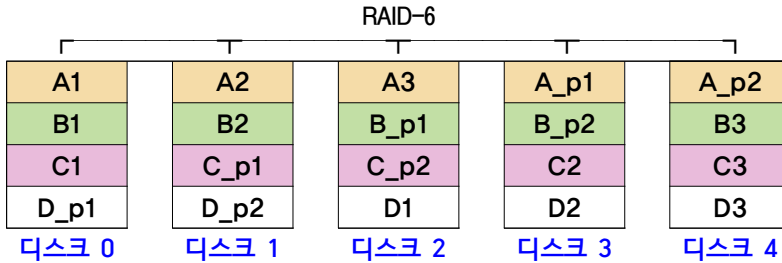 RAID-6
A1 A2 A3 A_p1 A_p2
B1 B2 B_p1 B_p2 B3
C1 C_p1 C_p2 C2 C3
D_p1 D_p2 D1 D2 D3
디스크 0 디스크 1 디스크 2 디스크 3 디스크 4